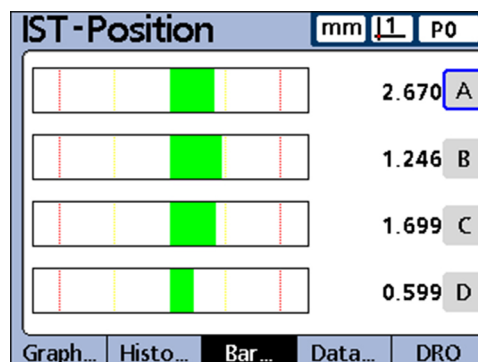 IST-Position mm 1 P0
2.670 A
1.246 B
1.699 C
0.599 D
Graph... Histo... Bar... Data... DRO